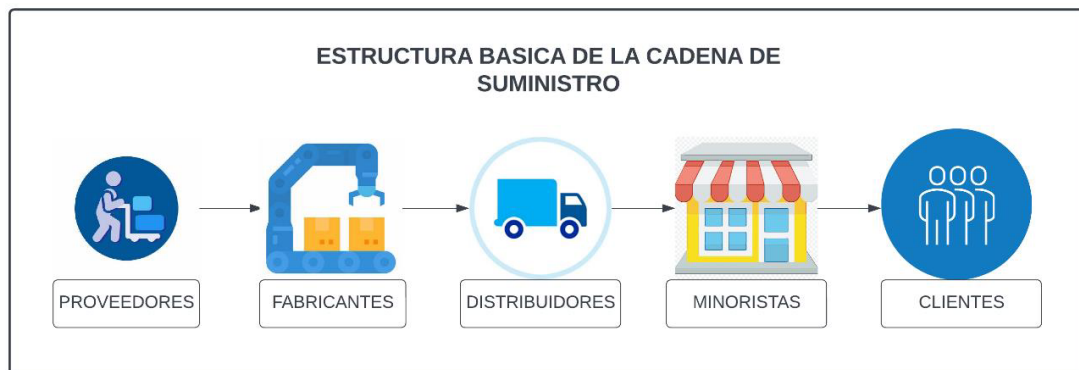 ESTRUCTURA BASICA DE LA CADENA DE
SUMINISTRO
PROVEEDORES
FABRICANTES
DISTRIBUIDORES
MINORISTAS
CLIENTES